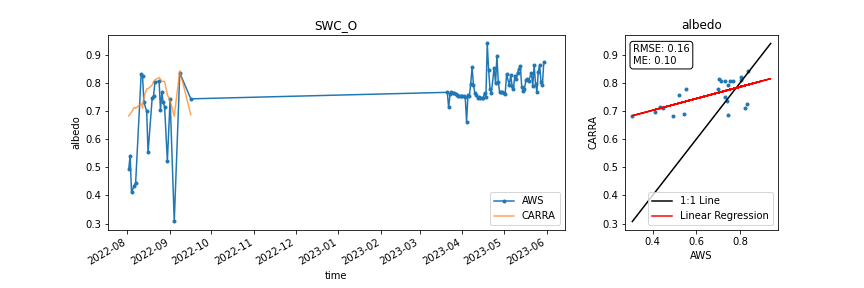 SWC_O
albedo
0.9
0.8
0.7
0.6
0.5
0.4
0.3
albedo
AWS
CARRA
2022-08
2022-09
2022-10
2022-11
2022-12
2023-01
2023-02
2023-03
2023-04
2023-05
2023-06
time
RMSE: 0.16
ME: 0.10
0.9
0.8
0.7
0.6
0.5
0.4
0.3
CARRA
1:1 Line
Linear Regression
0.4
0.6
0.8
AWS